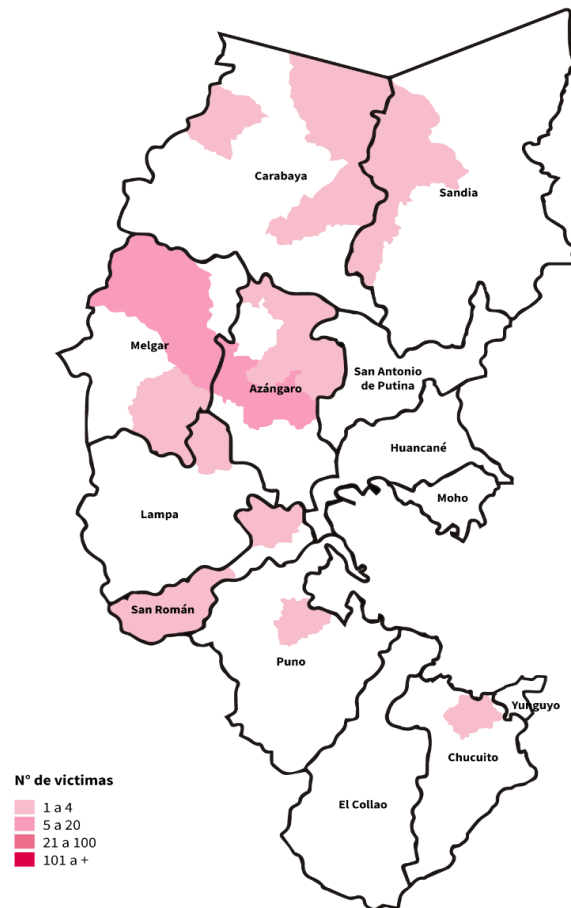 Carabaya
Sandia
Melgar
San Antonio
de Putina
Azángaro
Huancané
Moho
Lampa
San Román
Puno
Yunguyo
Chucuito
El Collao
N° de victimas
1 a 4
5 a 20
21 a 100
101 a +